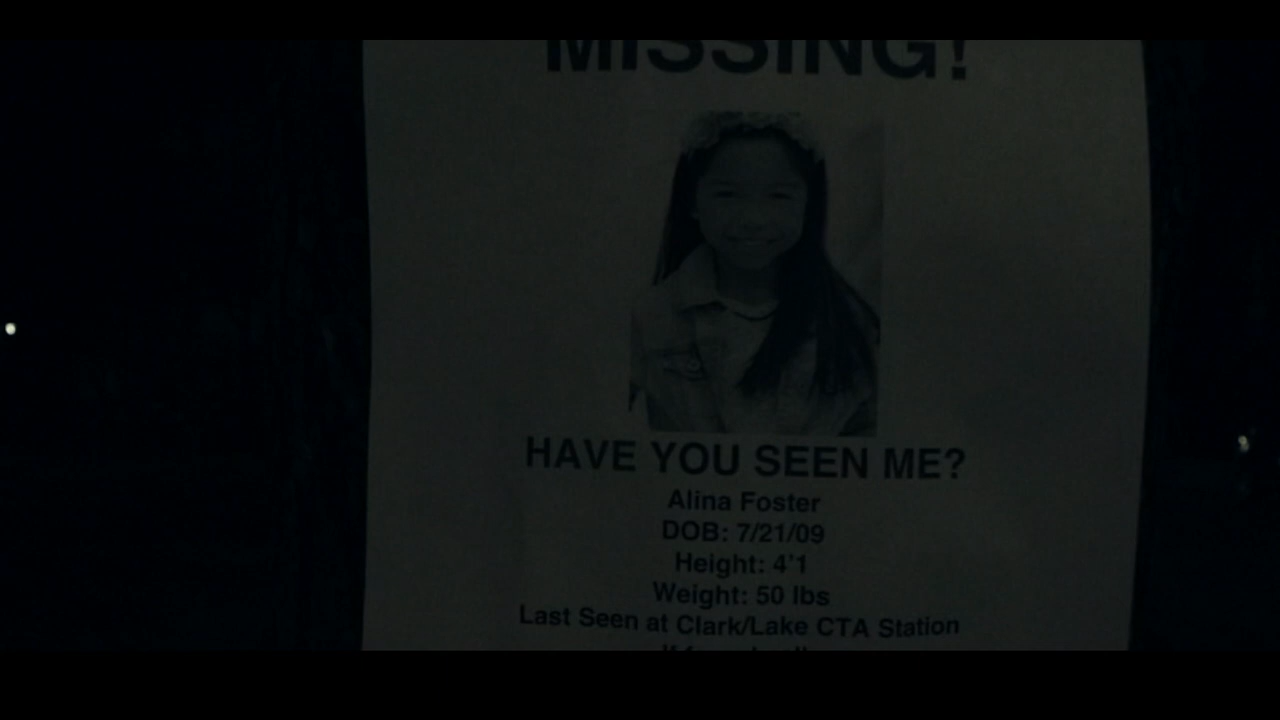 MISSING!
HAVE YOU SEEN ME?
Alina Foster
DOB: 7/21/09
Height: 4'1
Weight: 50 lbs
Last Seen at Clark/Lake CTA Station